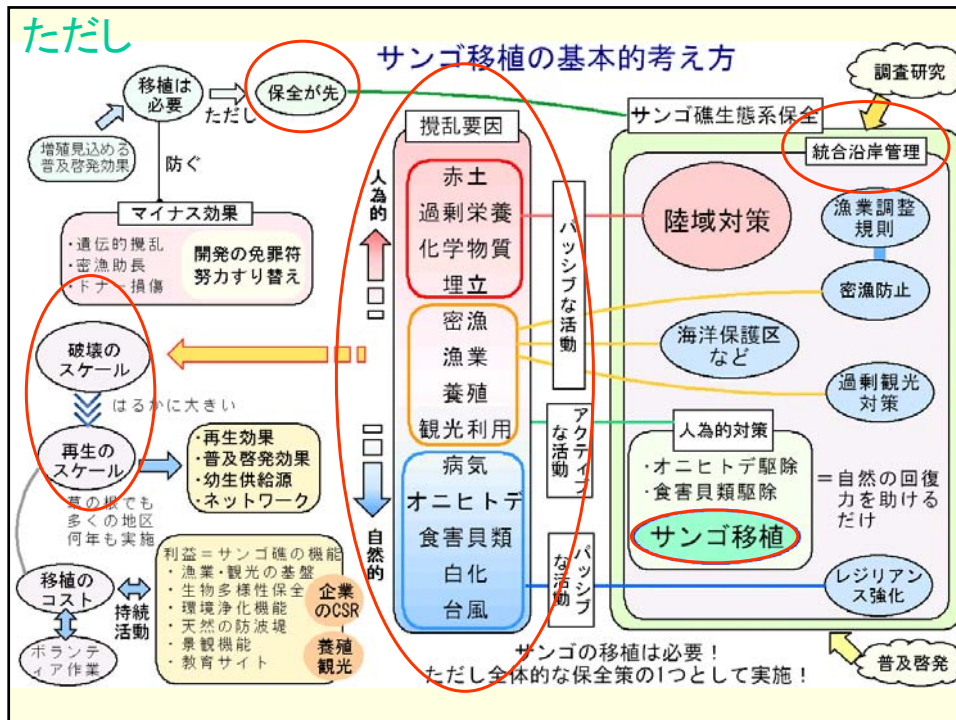 ただし
サンゴ移植の基本的考え方
移植は
必要
ただし
保全が先
増殖見込める
普及啓発効果
防ぐ
マイナス効果
・遺伝的攪乱
・密漁助長
・ドナー損傷
開発の免罪符
努力すり替え
破壊の
スケール
はるかに大きい
再生の
スケール
・再生効果
・普及啓発効果
・幼生供給源
・ネットワーク
草の根でも
多くの地区
何年も実施
移植の
コスト
持続
活動
ボランテ
ィア作業
利益＝サンゴ礁の機能
・漁業・観光の基盤
・生物多様性保全
・環境浄化機能
・天然の防波堤
・景観機能
・教育サイト
企業
のCSR
養殖
観光
攪乱要因
人為的
自然的
赤土
過剰栄養
化学物質
埋立
密漁
漁業
養殖
観光利用
病気
オニヒトデ
食害貝類
白化
台風
パッシブな活動
アクティブな活動
パッシブな活動
調査研究
サンゴ礁生態系保全
統合沿岸管理
陸域対策
漁業調整
規則
密漁防止
海洋保護区
など
過剰観光
対策
人為的対策
・オニヒトデ駆除
・食害貝類駆除
サンゴ移植
＝自然の回復
力を助ける
だけ
レジリアン
ス強化
普及啓発
サンゴの移植は必要！
ただし全体的な保全策の1つとして実施！